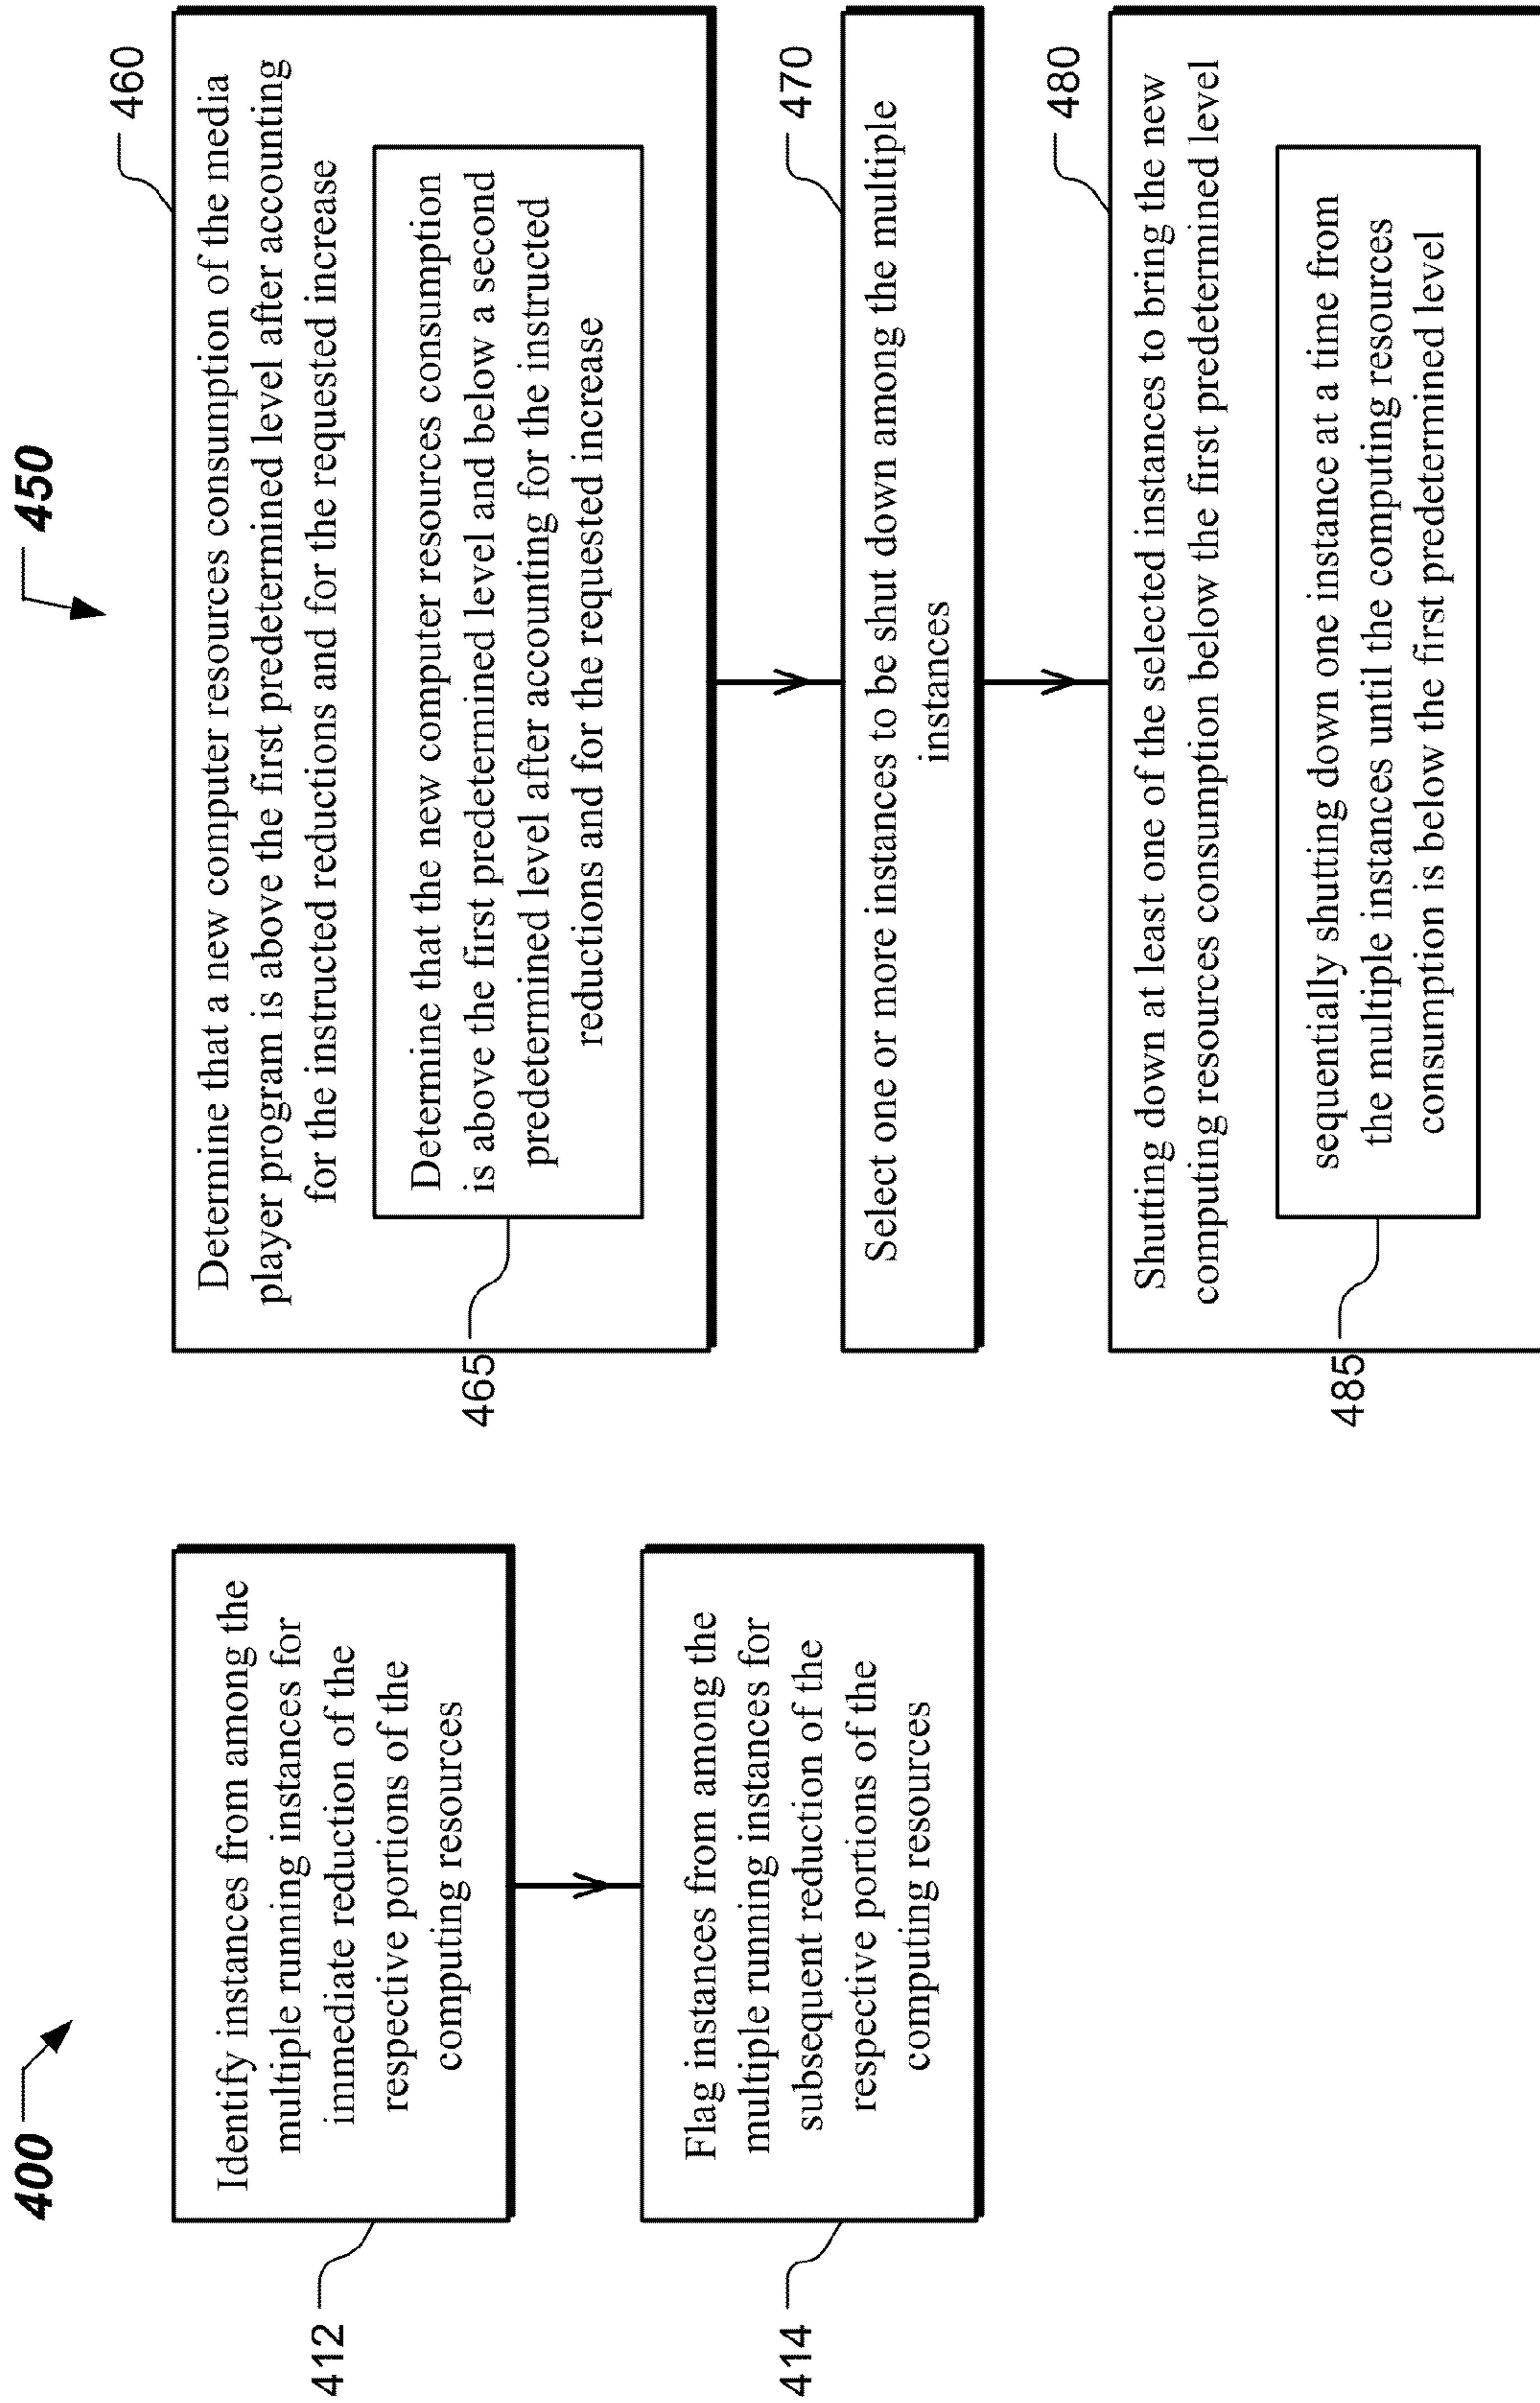 400
412
Identify instances from among the
multiple running instances for
immediate reduction of the
respective portions of the
computing resources
414
Flag instances from among the
multiple running instances for
subsequent reduction of the
respective portions of the
computing resources
450
460
Determine that a new computer resources consumption of the media
player program is above the first predetermined level after accounting
for the instructed reductions and for the requested increase
465
Determine that the new computer resources consumption
is above the first predetermined level and below a second
predetermined level after accounting for the instructed
reductions and for the requested increase
470
Select one or more instances to be shut down among the multiple
instances
480
Shutting down at least one of the selected instances to bring the new
computing resources consumption below the first predetermined level
485
sequentially shutting down one instance at a time from
the multiple instances until the computing resources
consumption is below the first predetermined level